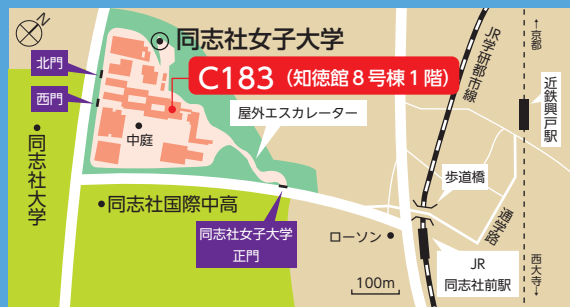 N
同志社女子大学
C183（知徳館8号棟1階）
北門
西門
屋外エスカレーター
中庭
同志社大学
同志社国際中高
同志社女子大学
正門
ローソン
100m
JR学研都市線
↑京都
近鉄興戸駅
歩道橋
通学路
JR
同志社前駅
西大寺↓